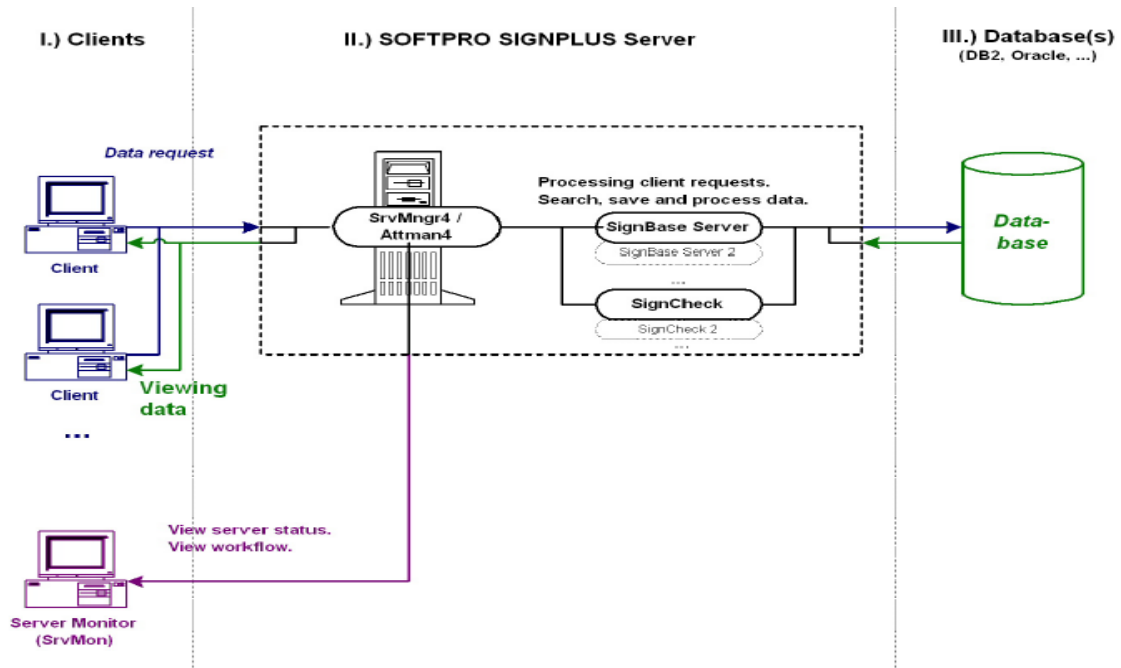 I.) Clients
II.) SOFTPRO SIGNPLUS Server
III.) Database(s)
(DB2, Oracle, ...)
Data request
Client
Client
...
Viewing
data
SrvMngr4 /
Attman4
Processing client requests.
Search, save and process data.
SignBase Server
SignBase Server 2
...
SignCheck
SignCheck 2
...
Data-
base
View server status.
View workflow.
Server Monitor
(SrvMon)